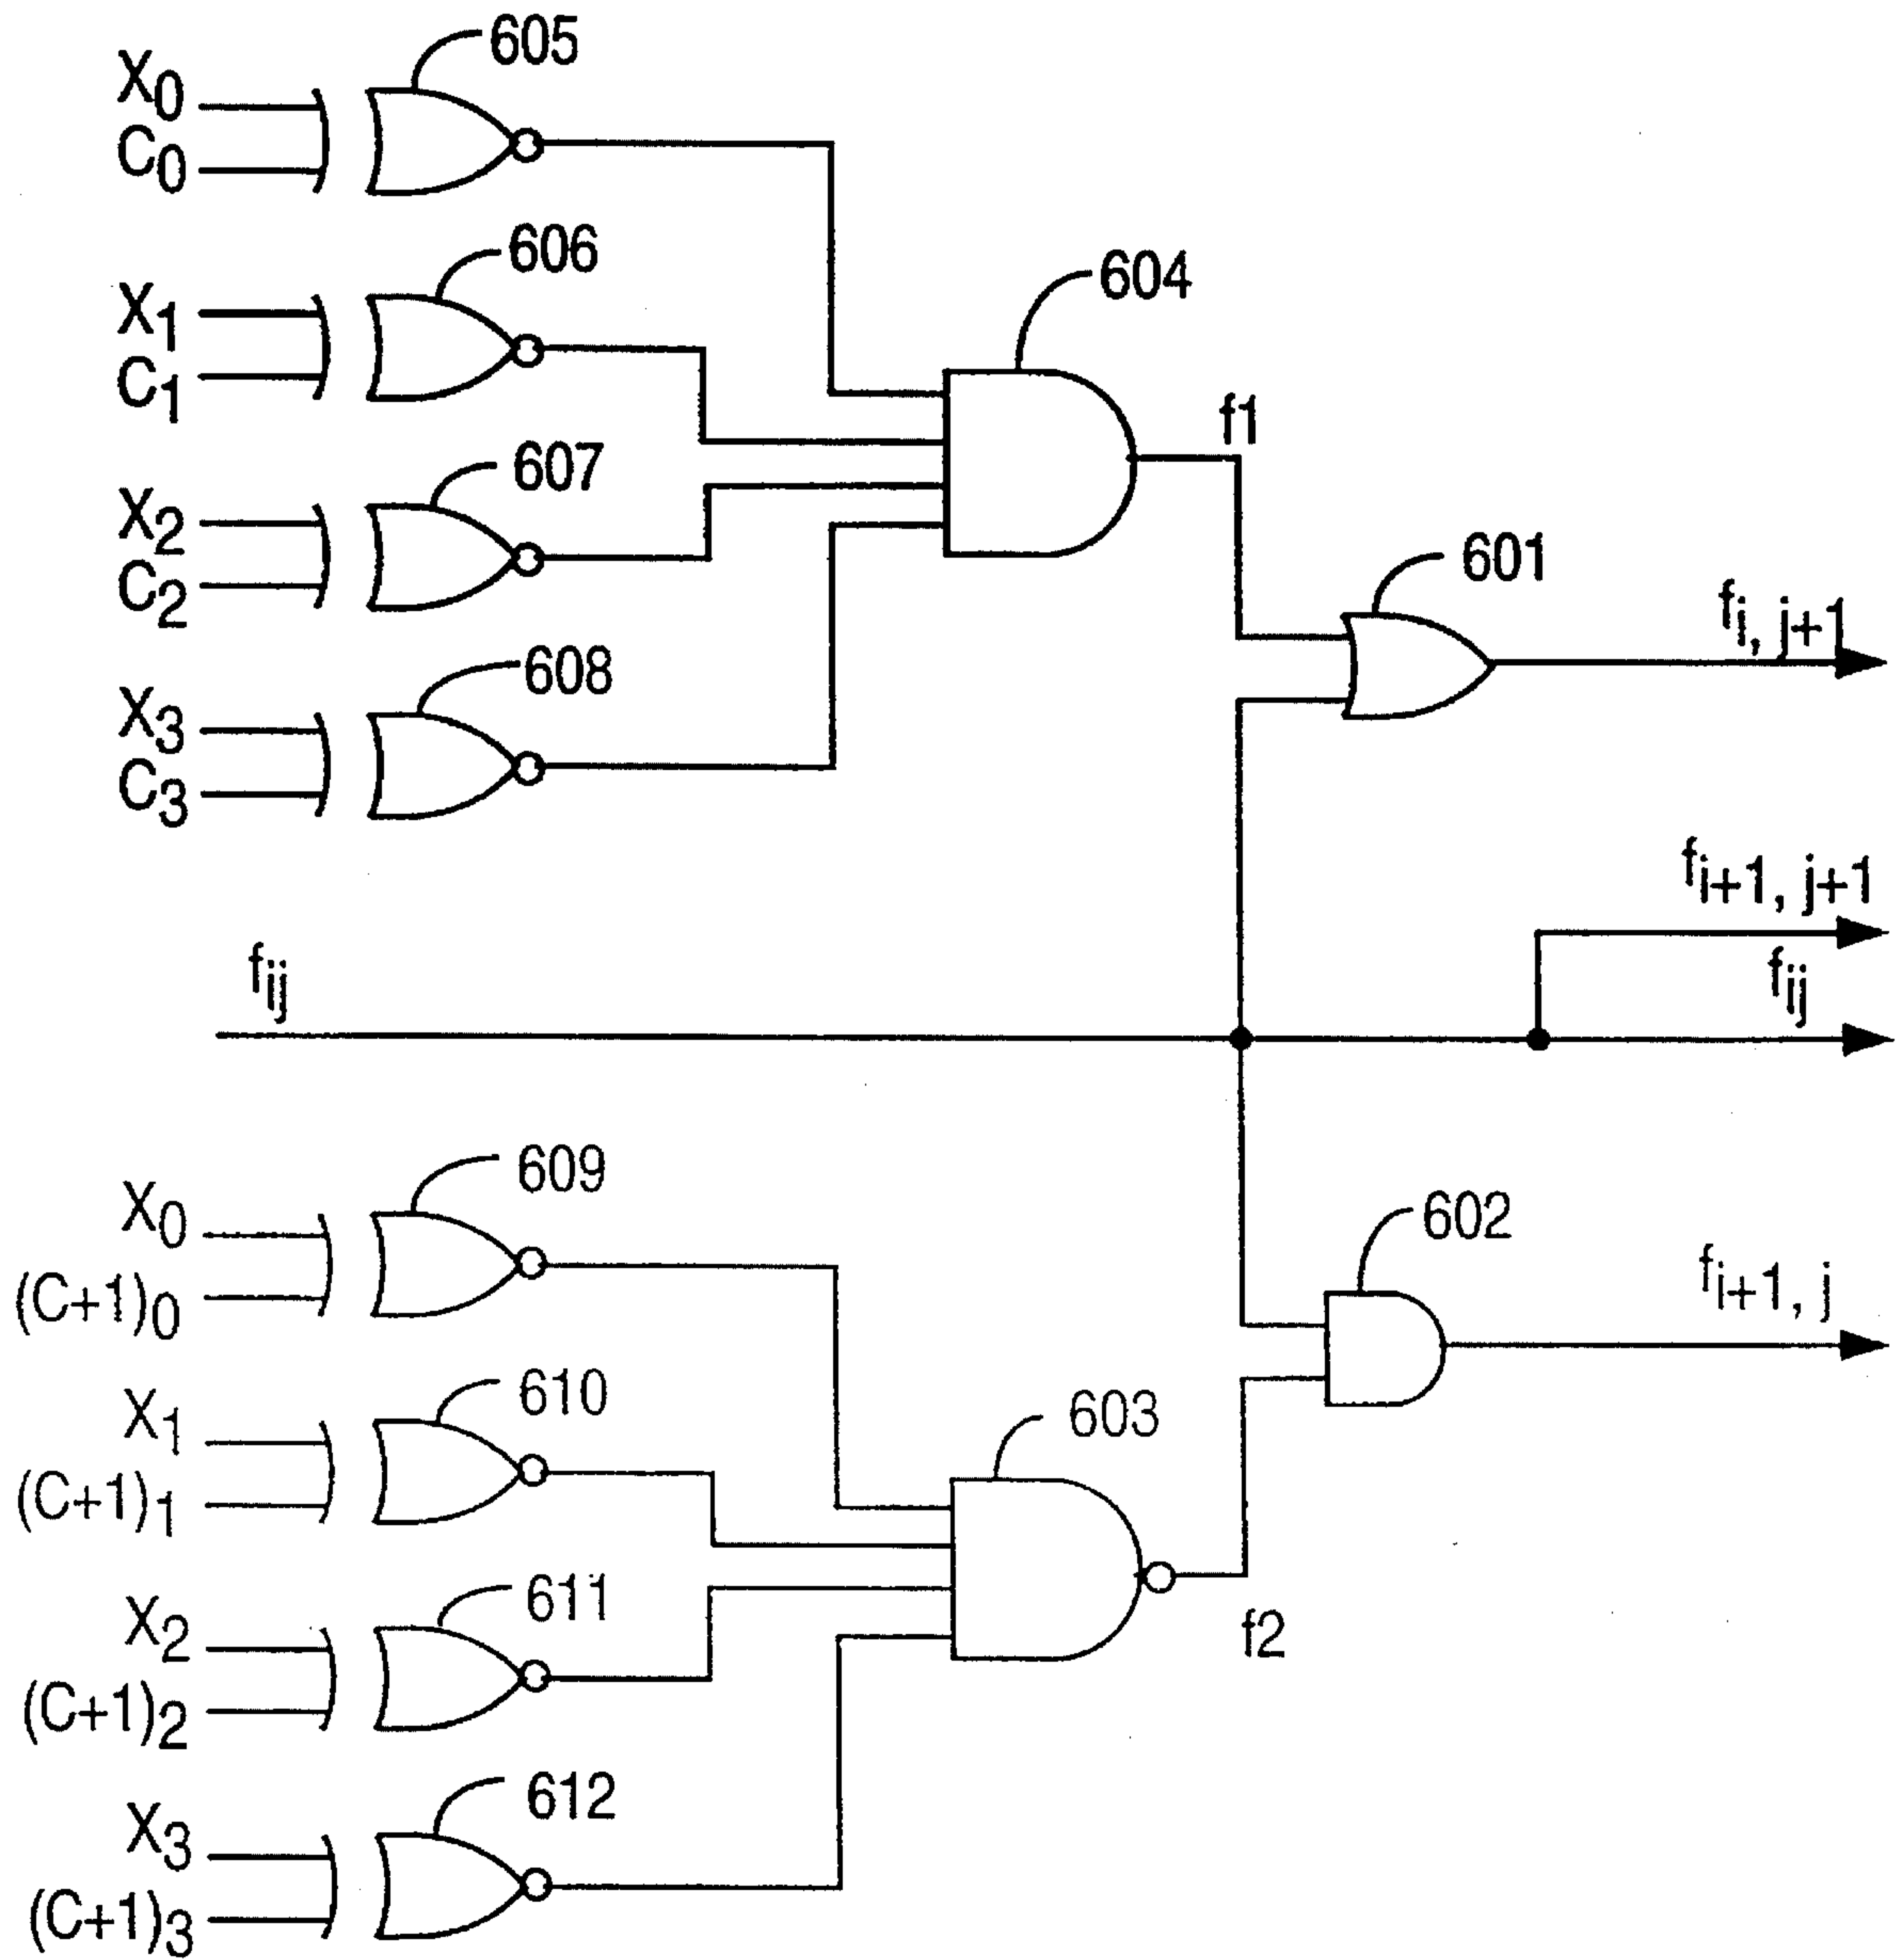 605
X0
C0
606
X1
C1
604
f1
607
X2
C2
601
fi, j+1
608
X3
C3
fi+1, j+1
fij
fij
609
X0
(C+1)0
602
fi+1, j
610
X1
(C+1)1
603
611
X2
(C+1)2
f2
612
X3
(C+1)3